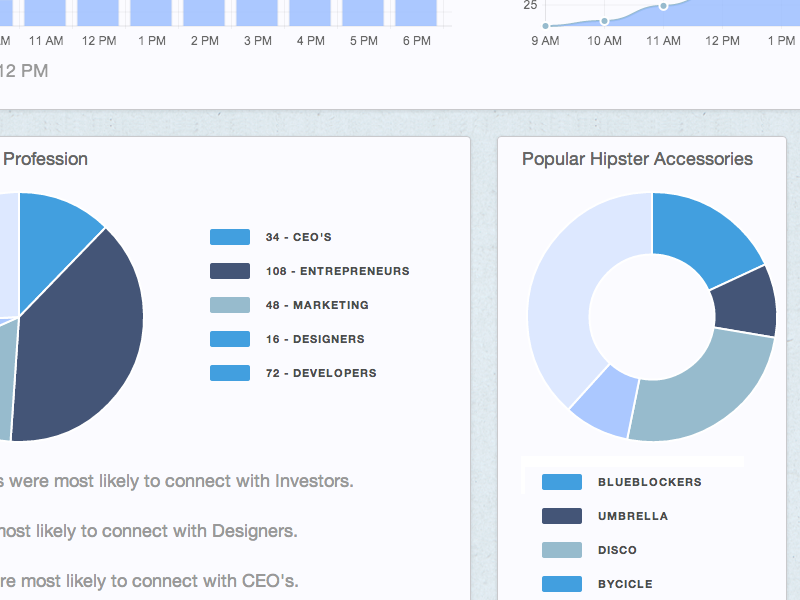 25
AM 11 AM 12 PM 1 PM 2 PM 3 PM 4 PM 5 PM 6 PM
9 AM 10 AM 11 AM 12 PM 1 PM
12 PM
Profession
34 - CEO'S
108 - ENTREPRENEURS
48 - MARKETING
16 - DESIGNERS
72 - DEVELOPERS
s were most likely to connect with Investors.
most likely to connect with Designers.
re most likely to connect with CEO's.
Popular Hipster Accessories
BLUEBLOCKERS
UMBRELLA
DISCO
BYCICLE